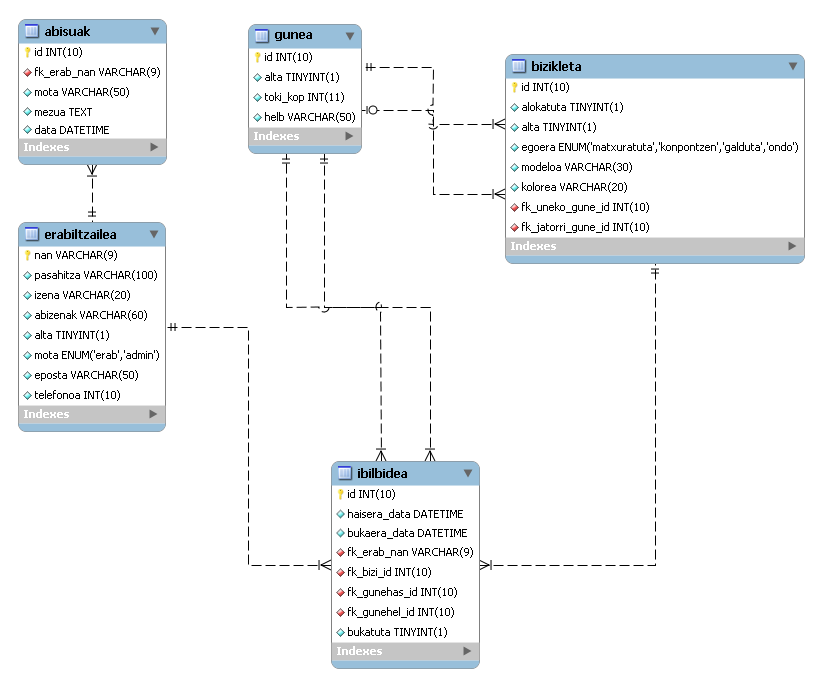 abisuak
id INT(10)
fk_erab_nan VARCHAR(9)
mota VARCHAR(50)
mezua TEXT
data DATETIME
Indexes
gunea
id INT(10)
alta TINYINT(1)
toki_kop INT(11)
helb VARCHAR(50)
Indexes
bizikleta
id INT(10)
alokatuta TINYINT(1)
alta TINYINT(1)
egoera ENUM('matxuratuta','konpontzen','galduta','ondo')
modeloa VARCHAR(30)
kolorea VARCHAR(20)
fk_uneko_gune_id INT(10)
fk_jatorri_gune_id INT(10)
Indexes
erabiltzailea
nan VARCHAR(9)
pasahitza VARCHAR(100)
izena VARCHAR(20)
abizenak VARCHAR(60)
alta TINYINT(1)
mota ENUM('erab','admin')
eposta VARCHAR(50)
telefonoa INT(10)
Indexes
ibilbidea
id INT(10)
haisera_data DATETIME
bukaera_data DATETIME
fk_erab_nan VARCHAR(9)
fk_bizi_id INT(10)
fk_gunehas_id INT(10)
fk_gunehel_id INT(10)
bukatuta TINYINT(1)
Indexes